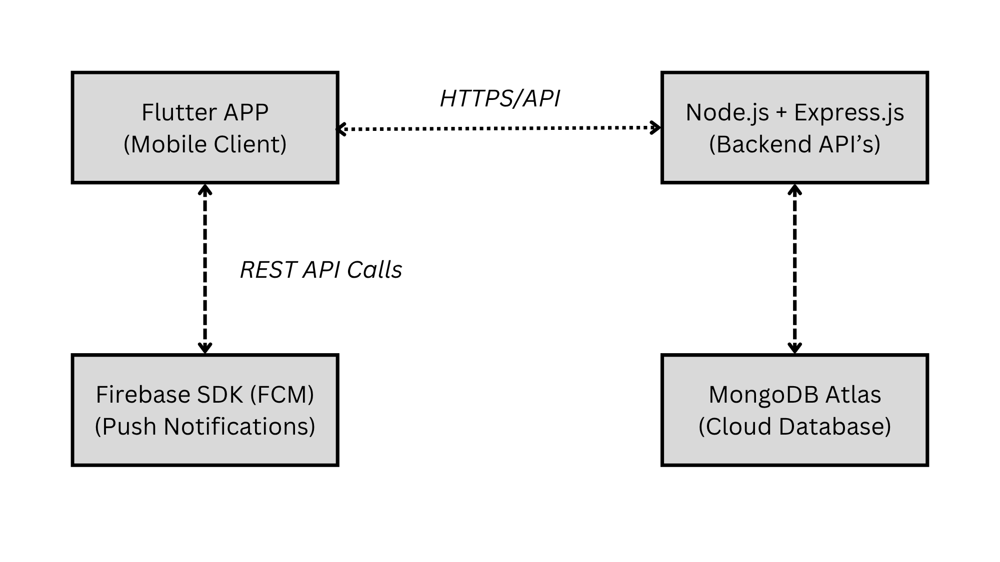 Flutter APP
(Mobile Client)
HTTPS/API
Node.js + Express.js
(Backend API’s)
REST API Calls
Firebase SDK (FCM)
(Push Notifications)
MongoDB Atlas
(Cloud Database)